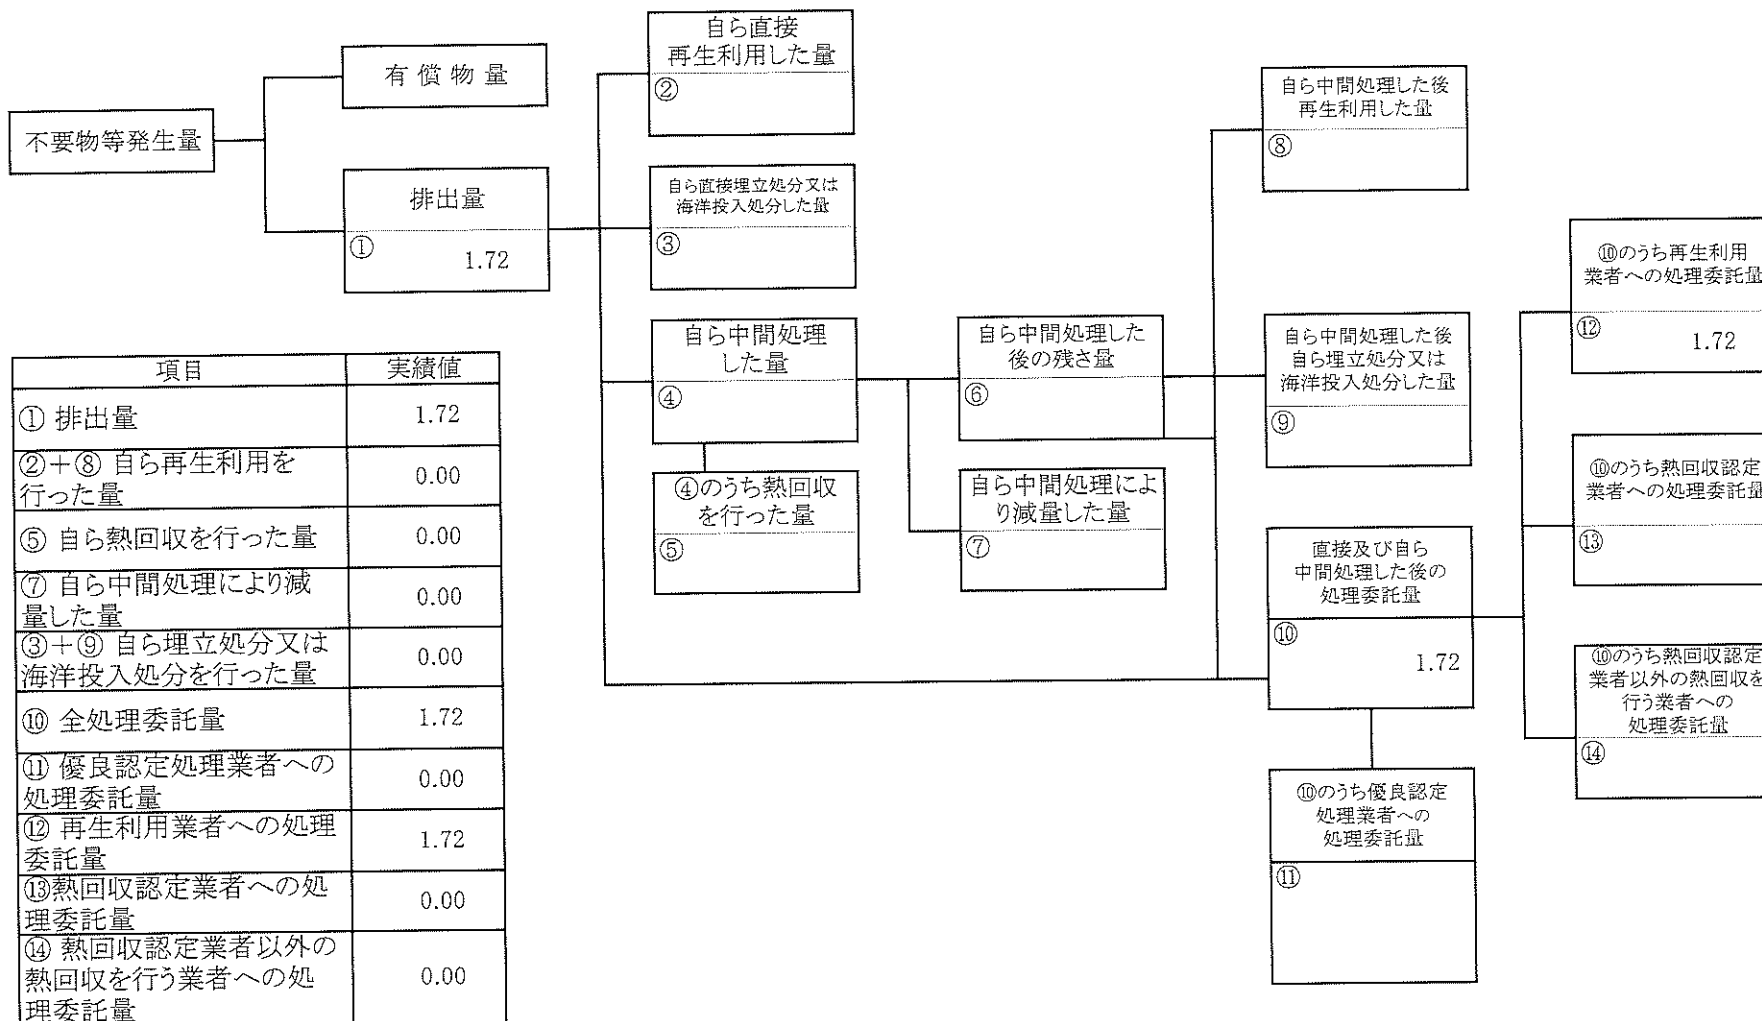 不要物等発生量
有償物量
排出量
①
1.72
自ら直接
再生利用した量
②
自ら直接埋立処分又は
海洋投入処分した量
③
自ら中間処理
した量
④
④のうち熱回収
を行った量
⑤
自ら中間処理した
後の残さ量
⑥
自ら中間処理によ
り減量した量
⑦
自ら中間処理した後
再生利用した量
⑧
自ら中間処理した後
自ら埋立処分又は
海洋投入処分した量
⑨
直接及び自ら
中間処理した後の
処理委託量
⑩
1.72
⑩のうち優良認定
処理業者への
処理委託量
⑪
⑩のうち再生利用
業者への処理委託量
⑫
1.72
⑩のうち熱回収認定
業者への処理委託量
⑬
⑩のうち熱回収認定
業者以外の熱回収を
行う業者への
処理委託量
⑭
項目 実績値
① 排出量 1.72
②+⑧ 自ら再生利用を
行った量 0.00
⑤ 自ら熱回収を行った量 0.00
⑦ 自ら中間処理により減
量した量 0.00
③+⑨ 自ら埋立処分又は
海洋投入処分を行った量 0.00
⑩ 全処理委託量 1.72
⑪ 優良認定処理業者への
処理委託量 0.00
⑫ 再生利用業者への処理
委託量 1.72
⑬熱回収認定業者への処
理委託量 0.00
⑭ 熱回収認定業者以外の
熱回収を行う業者への処
理委託量 0.00